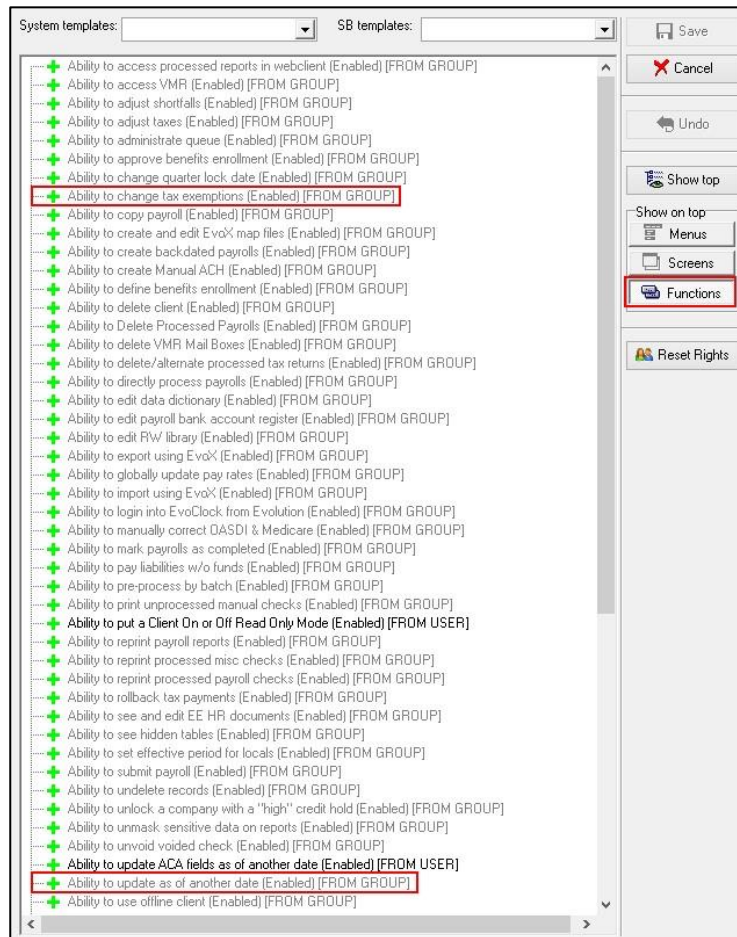 System templates:
SB templates:
Save
Ability to access processed reports in webclient (Enabled) [FROM GROUP]
Cancel
Ability to access VMR (Enabled) [FROM GROUP]
Ability to adjust shortfalls (Enabled) [FROM GROUP]
Ability to adjust taxes (Enabled) [FROM GROUP]
Undo
Ability to administrate queue (Enabled) [FROM GROUP]
Ability to approve benefits enrollment (Enabled) [FROM GROUP]
Ability to change quarter lock date (Enabled) [FROM GROUP]
Show top
Ability to change tax exemptions (Enabled) [FROM GROUP]
Ability to copy payroll (Enabled) [FROM GROUP]
Show on top
Ability to create and edit EvoX map files (Enabled) [FROM GROUP]
Menus
Ability to create backdated payrolls (Enabled) [FROM GROUP]
Ability to create Manual ACH (Enabled) [FROM GROUP]
Screens
Ability to define benefits enrollment (Enabled) [FROM GROUP]
Ability to delete client (Enabled) [FROM GROUP]
Functions
Ability to Delete Processed Payrolls (Enabled) [FROM GROUP]
Ability to delete VMR Mail Boxes (Enabled) [FROM GROUP]
Ability to delete/alternate processed tax returns (Enabled) [FROM GROUP]
Reset Rights
Ability to directly process payrolls (Enabled) [FROM GROUP]
Ability to edit data dictionary (Enabled) [FROM GROUP]
Ability to edit payroll bank account register (Enabled) [FROM GROUP]
Ability to edit RW library (Enabled) [FROM GROUP]
Ability to export using EvoX (Enabled) [FROM GROUP]
Ability to globally update pay rates (Enabled) [FROM GROUP]
Ability to import using EvoX (Enabled) [FROM GROUP]
Ability to login into EvoClock from Evolution (Enabled) [FROM GROUP]
Ability to manually correct OASDI & Medicare (Enabled) [FROM GROUP]
Ability to mark payrolls as completed (Enabled) [FROM GROUP]
Ability to pay liabilities w/o funds (Enabled) [FROM GROUP]
Ability to pre-process by batch (Enabled) [FROM GROUP]
Ability to print unprocessed manual checks (Enabled) [FROM GROUP]
Ability to put a Client On or Off Read Only Mode (Enabled) [FROM USER]
Ability to reprint payroll reports (Enabled) [FROM GROUP]
Ability to reprint processed misc checks (Enabled) [FROM GROUP]
Ability to reprint processed payroll checks (Enabled) [FROM GROUP]
Ability to rollback tax payments (Enabled) [FROM GROUP]
Ability to see and edit EE HR documents (Enabled) [FROM GROUP]
Ability to see hidden tables (Enabled) [FROM GROUP]
Ability to set effective period for locals (Enabled) [FROM GROUP]
Ability to submit payroll (Enabled) [FROM GROUP]
Ability to undelete records (Enabled) [FROM GROUP]
Ability to unlock a company with a "high" credit hold (Enabled) [FROM GROUP]
Ability to unmask sensitive data on reports (Enabled) [FROM GROUP]
Ability to unvoid voided check (Enabled) [FROM GROUP]
Ability to update ACA fields as of another date (Enabled) [FROM USER]
Ability to update as of another date (Enabled) [FROM GROUP]
Ability to use offline client (Enabled) [FROM GROUP]